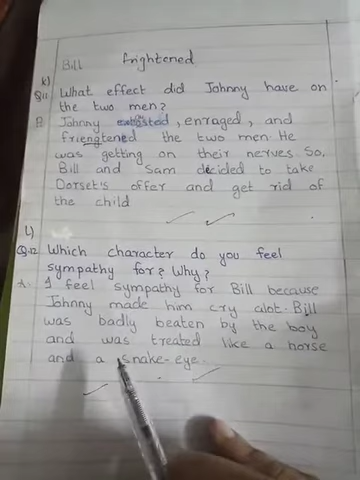 Bill frightened
k)
Q.11 What effect did Johnny have on
the two men?
Johnny exhausted, enraged, and
friengtened the two men. He
was getting on their nerves. So,
Bill and Sam decided to take
Dorset's offer and get rid of
the child
L)
Q.12 Which character do you feel
sympathy for? Why?
A. I feel sympathy for Bill because
Johnny made him cry alot. Bill
was badly beaten by the boy
and was treated like a horse
and a snake-eye.